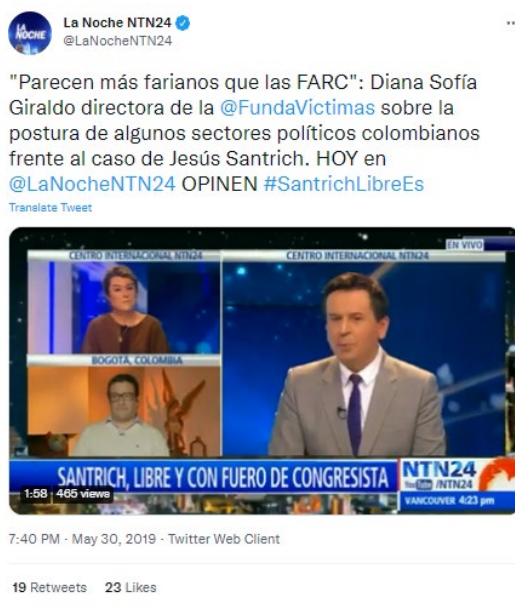 LA
NOCHE
La Noche NTN24
@LaNocheNTN24
"Parecen más farianos que las FARC": Diana Sofía
Giraldo directora de la @FundaVictimas sobre la
postura de algunos sectores políticos colombianos
frente al caso de Jesús Santrich. HOY en
@LaNocheNTN24 OPINEN #SantrichLibreEs
Translate Tweet
EN VIVO
CENTRO INTERNACIONAL NTN24
CENTRO INTERNACIONAL NTN24
BOGOTÁ, COLOMBIA
SANTRICH, LIBRE Y CON FUERO DE CONGRESISTA
NTN24
YouTube /NTN24
VANCOUVER 4:23 pm
1:58 465 views
7:40 PM · May 30, 2019 · Twitter Web Client
19 Retweets 23 Likes